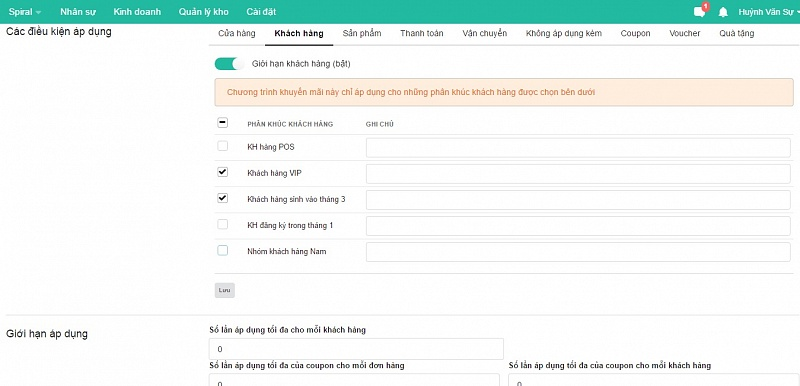 Spiral Nhân sự Kinh doanh Quản lý kho Cài đặt 1 Huỳnh Văn Sự
Các điều kiện áp dụng
Cửa hàng Khách hàng Sản phẩm Thanh toán Vận chuyển Không áp dụng kèm Coupon Voucher Quà tặng
Giới hạn khách hàng (bật)
Chương trình khuyến mãi này chỉ áp dụng cho những phân khúc khách hàng được chọn bên dưới
PHÂN KHÚC KHÁCH HÀNG GHI CHÚ
KH hàng POS
Khách hàng VIP
Khách hàng sinh vào tháng 3
KH đăng ký trong tháng 1
Nhóm khách hàng Nam
Lưu
Giới hạn áp dụng
Số lần áp dụng tối đa cho mỗi khách hàng
0
Số lần áp dụng tối đa của coupon cho mỗi đơn hàng Số lần áp dụng tối đa của coupon cho mỗi khách hàng
0 0